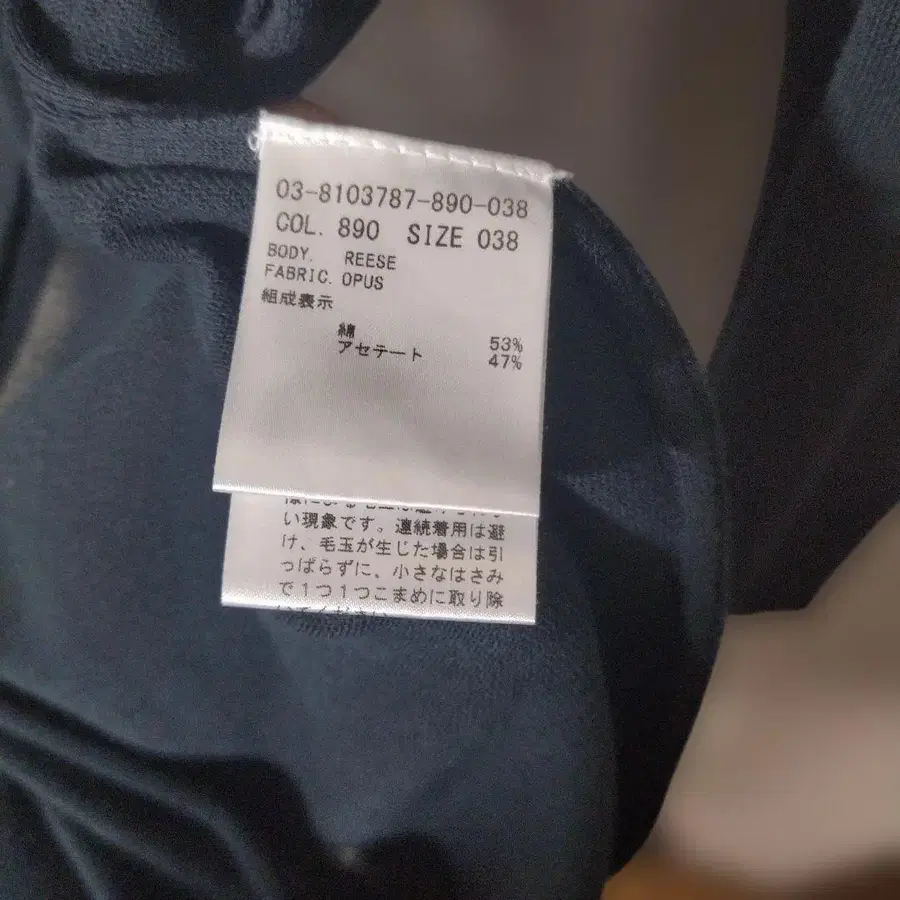 03-8103787-890-038
COL. 890 SIZE 038
BODY. REESE
FABRIC. OPUS
組成表示
綿 53%
アセテート 47%
い現象です。連続着用は避
け、毛玉が生じた場合は引
っぱらずに、小さなはさみ
で1つ1つこまめに取り除